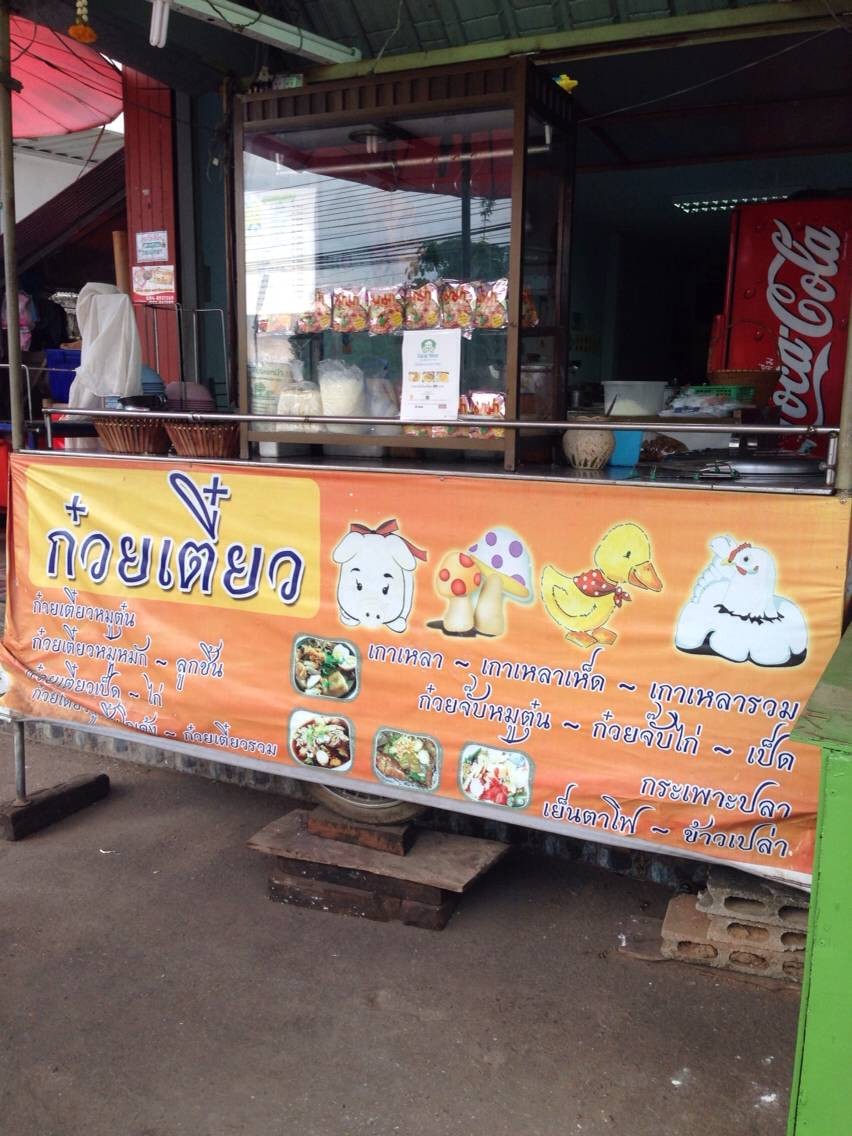 Coca-Cola
ก๋วยเตี๋ยว
ก๋วยเตี๋ยวหมูตุ๋น
ก๋วยเตี๋ยวหมูหมัก ~ ลูกชิ้น
ก๋วยเตี๋ยวเป็ด ~ ไก่
~ ก๋วยเตี๋ยวรวม
เกาเหลา ~ เกาเหลาเห็ด ~ เกาเหลารวม
ก๋วยจั๊บหมูตุ๋น ~ ก๋วยจั๊บไก่ ~ เป็ด
กระเพาะปลา
เย็นตาโฟ ~ ข้าวเปล่า